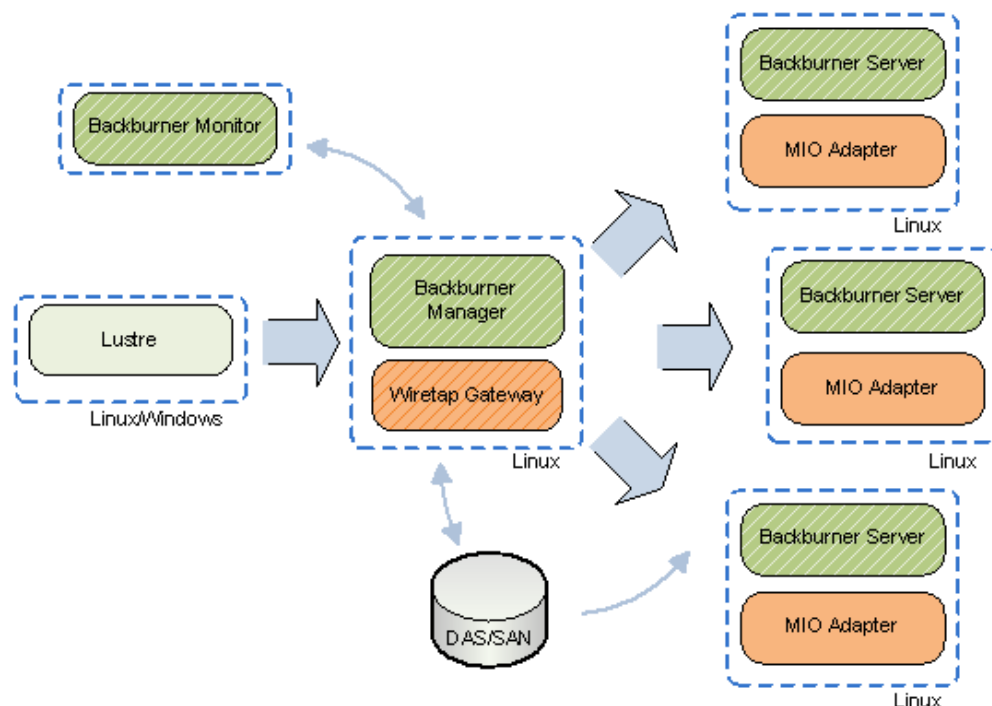 Backburner Monitor
Lustre
Linux/Windows
Backburner
Manager
Wiretap Gateway
Linux
DAS/SAN
Backburner Server
MIO Adapter
Linux
Backburner Server
MIO Adapter
Linux
Backburner Server
MIO Adapter
Linux